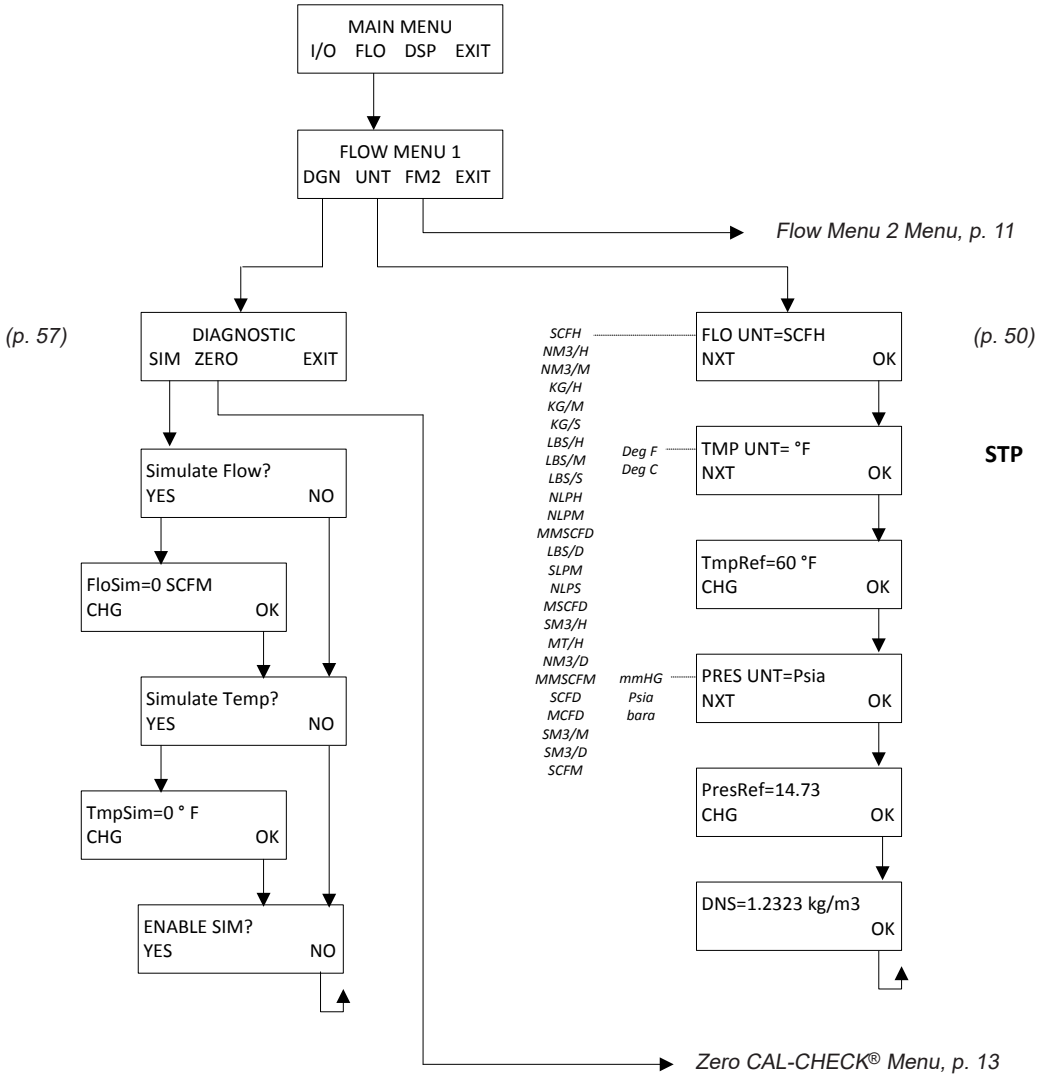 MAIN MENU
I/O FLO DSP EXIT
FLOW MENU 1
DGN UNT FM2 EXIT
Flow Menu 2 Menu, p. 11
(p. 57)
DIAGNOSTIC
SIM ZERO EXIT
Simulate Flow?
YES NO
FloSim=0 SCFM
CHG OK
Simulate Temp?
YES NO
TmpSim=0 ° F
CHG OK
ENABLE SIM?
YES NO
SCFH
NM3/H
NM3/M
KG/H
KG/M
KG/S
LBS/H
LBS/M
LBS/S
NLPH
NLPM
MMSCFD
LBS/D
SLPM
NLPS
MSCFD
SM3/H
MT/H
NM3/D
MMSCFM
SCFD
MCFD
SM3/M
SM3/D
SCFM
FLO UNT=SCFH
NXT OK
(p. 50)
Deg F
Deg C
TMP UNT= °F
NXT OK
STP
TmpRef=60 °F
CHG OK
mmHG
Psia
bara
PRES UNT=Psia
NXT OK
PresRef=14.73
CHG OK
DNS=1.2323 kg/m3
OK
Zero CAL-CHECK® Menu, p. 13